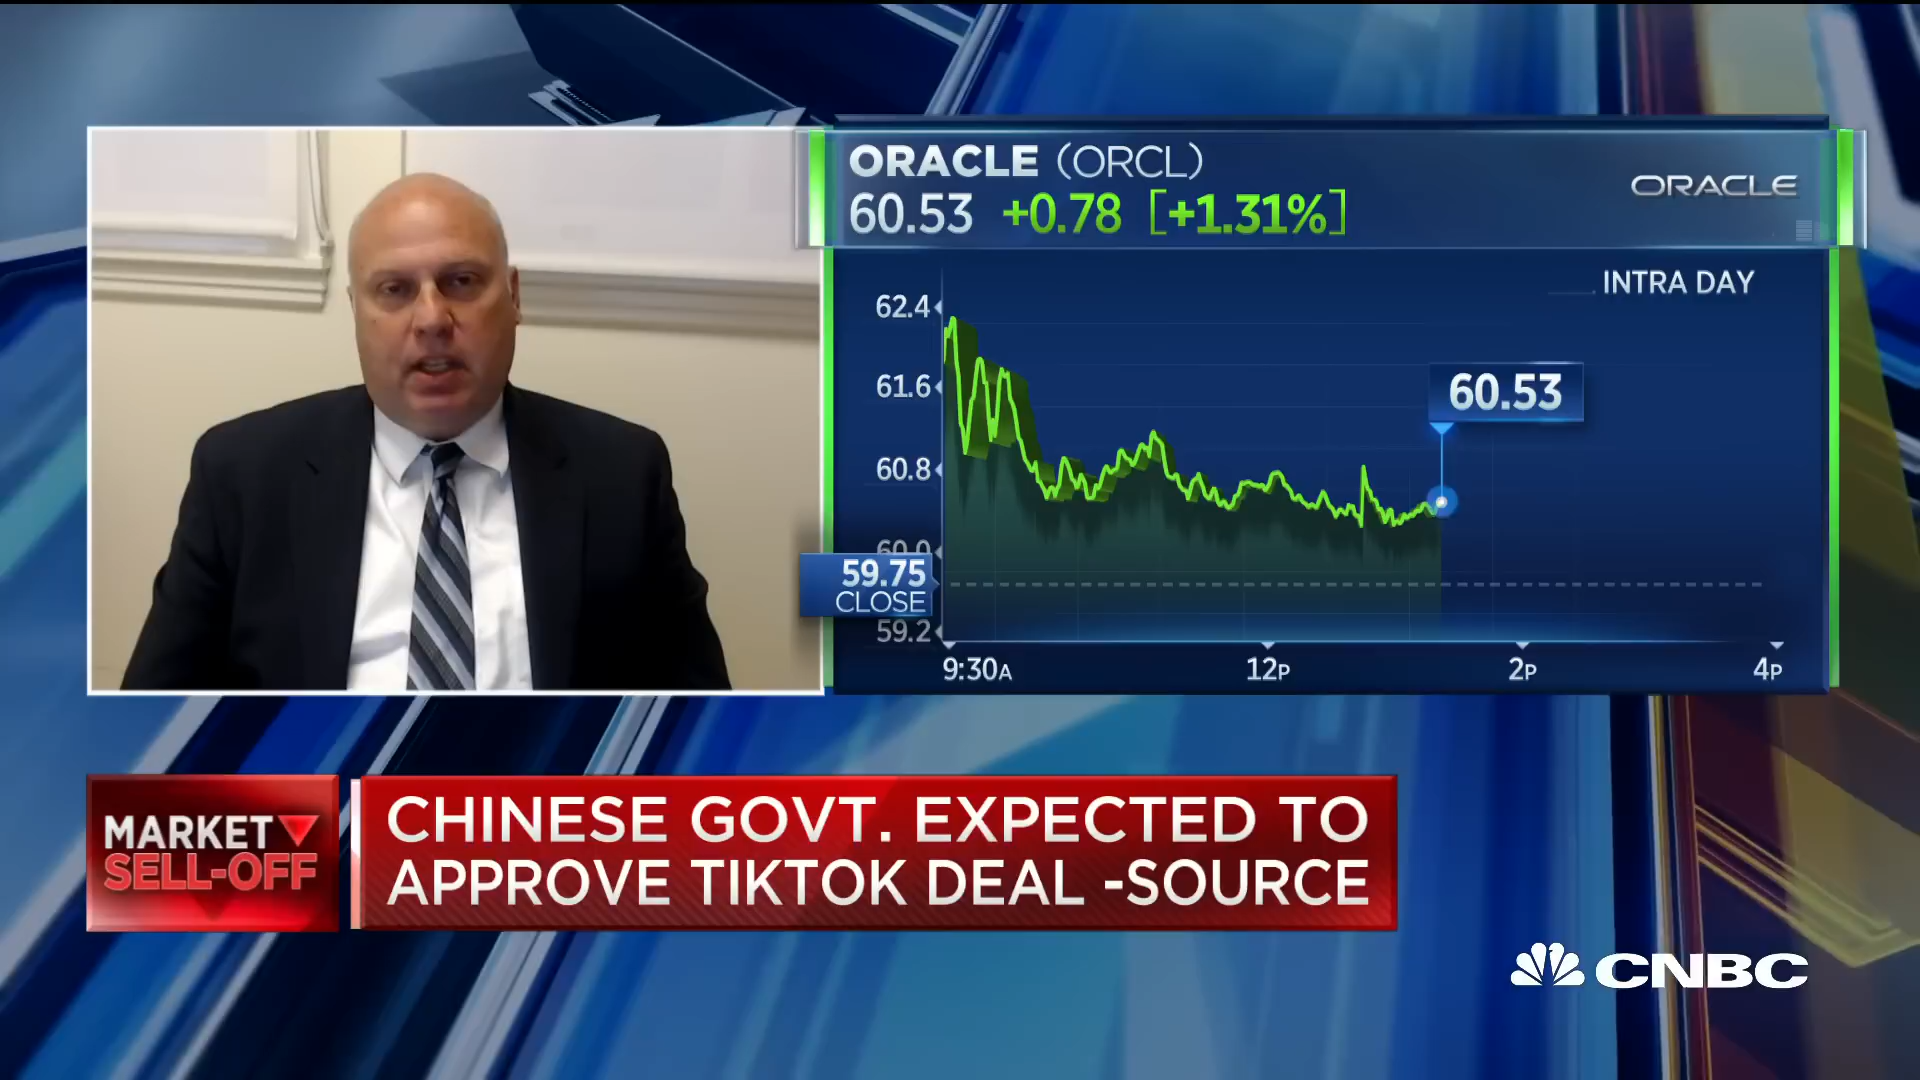 ORACLE (ORCL)
60.53 +0.78 [+1.31%]
ORACLE
INTRA DAY
62.4
61.6
60.8
60.0
59.2
60.53
59.75
CLOSE
9:30A 12P 2P 4P
MARKET
SELL-OFF
CHINESE GOVT. EXPECTED TO
APPROVE TIKTOK DEAL -SOURCE
CNBC